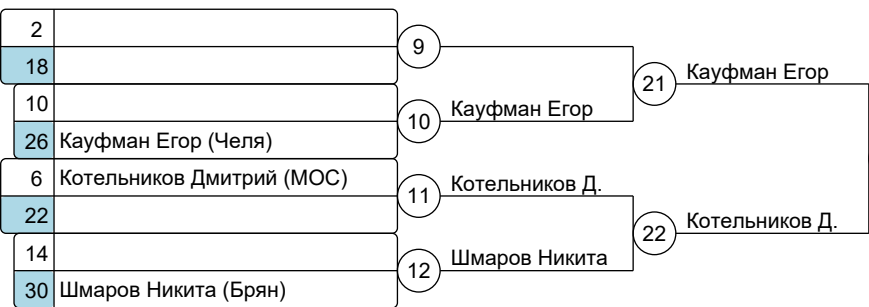 2
18
9
10
26 Кауфман Егор (Челя)
10 Кауфман Егор
21 Кауфман Егор
6 Котельников Дмитрий (МОС)
22
11 Котельников Д.
14
30 Шмаров Никита (Брян)
12 Шмаров Никита
22 Котельников Д.